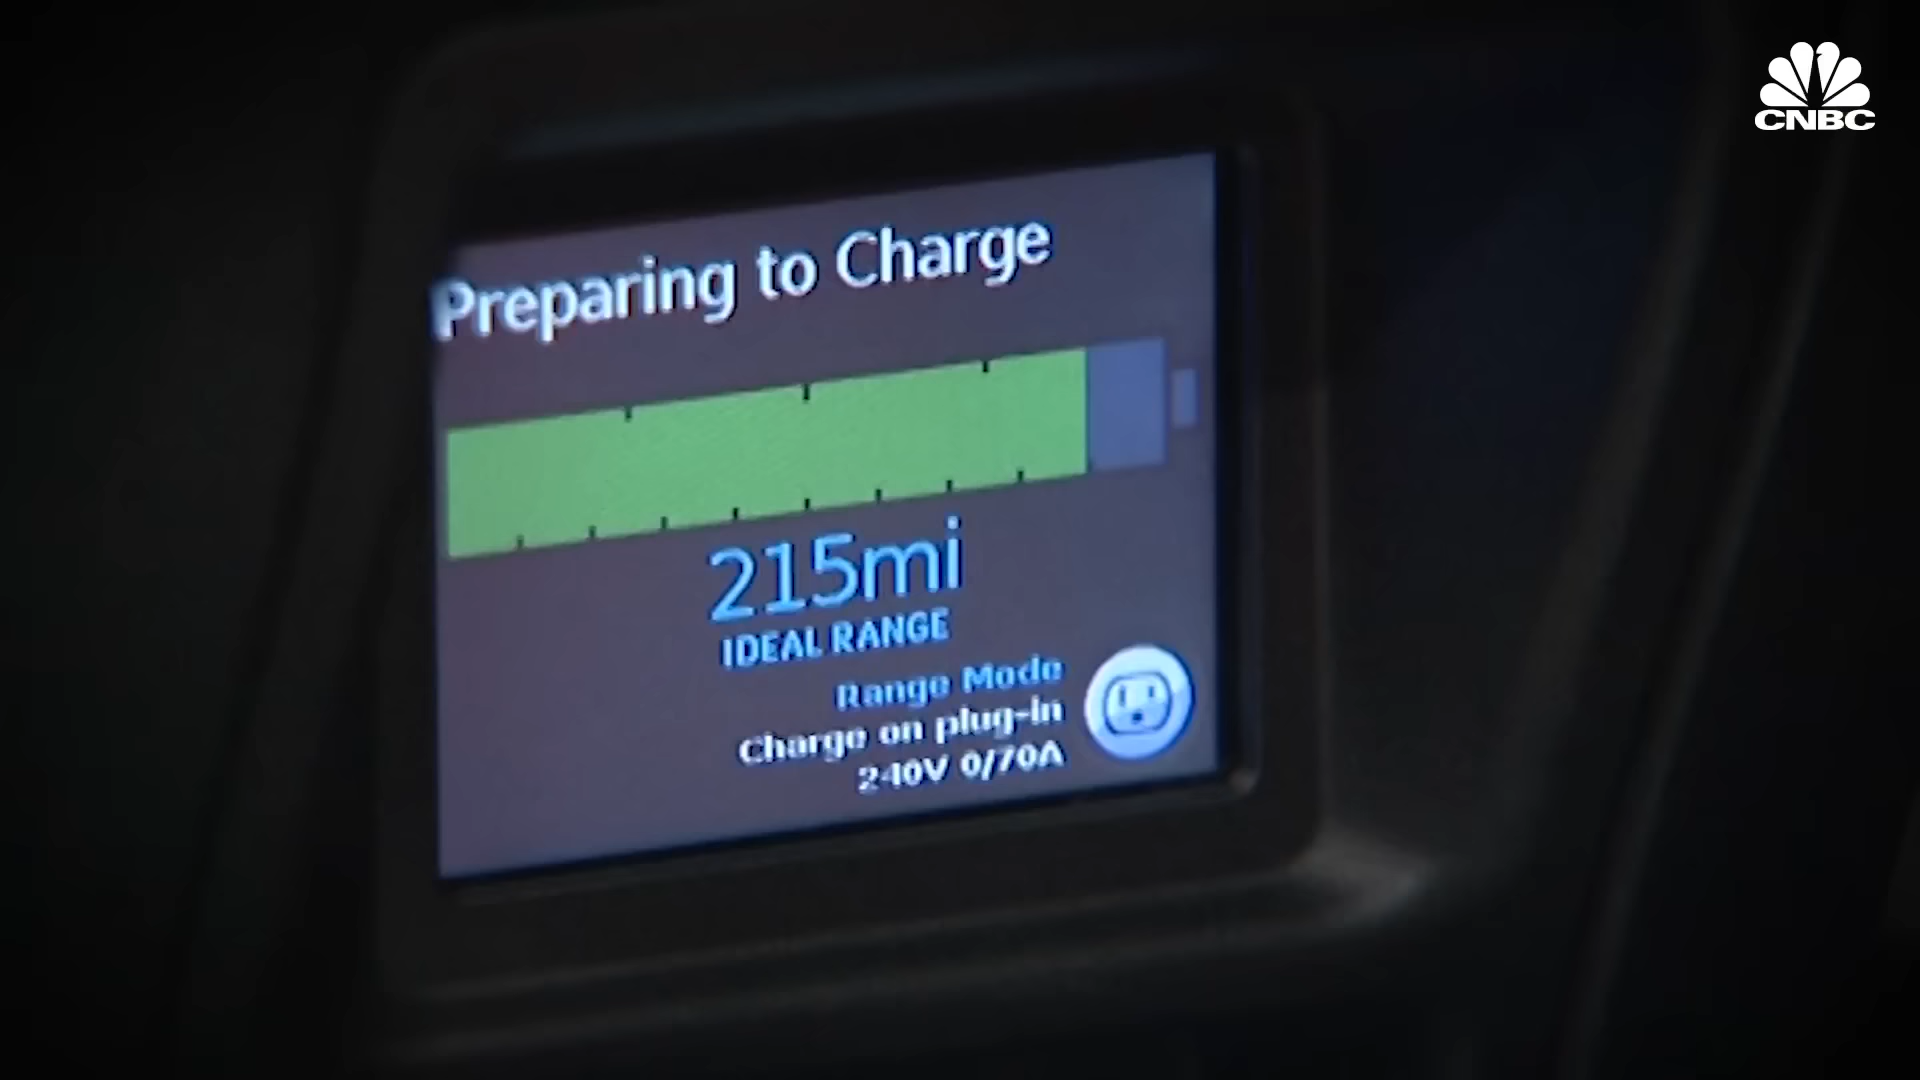 CNBC
Preparing to Charge
215mi
IDEAL RANGE
Range Mode
Charge on plug-in
240V 0/70A